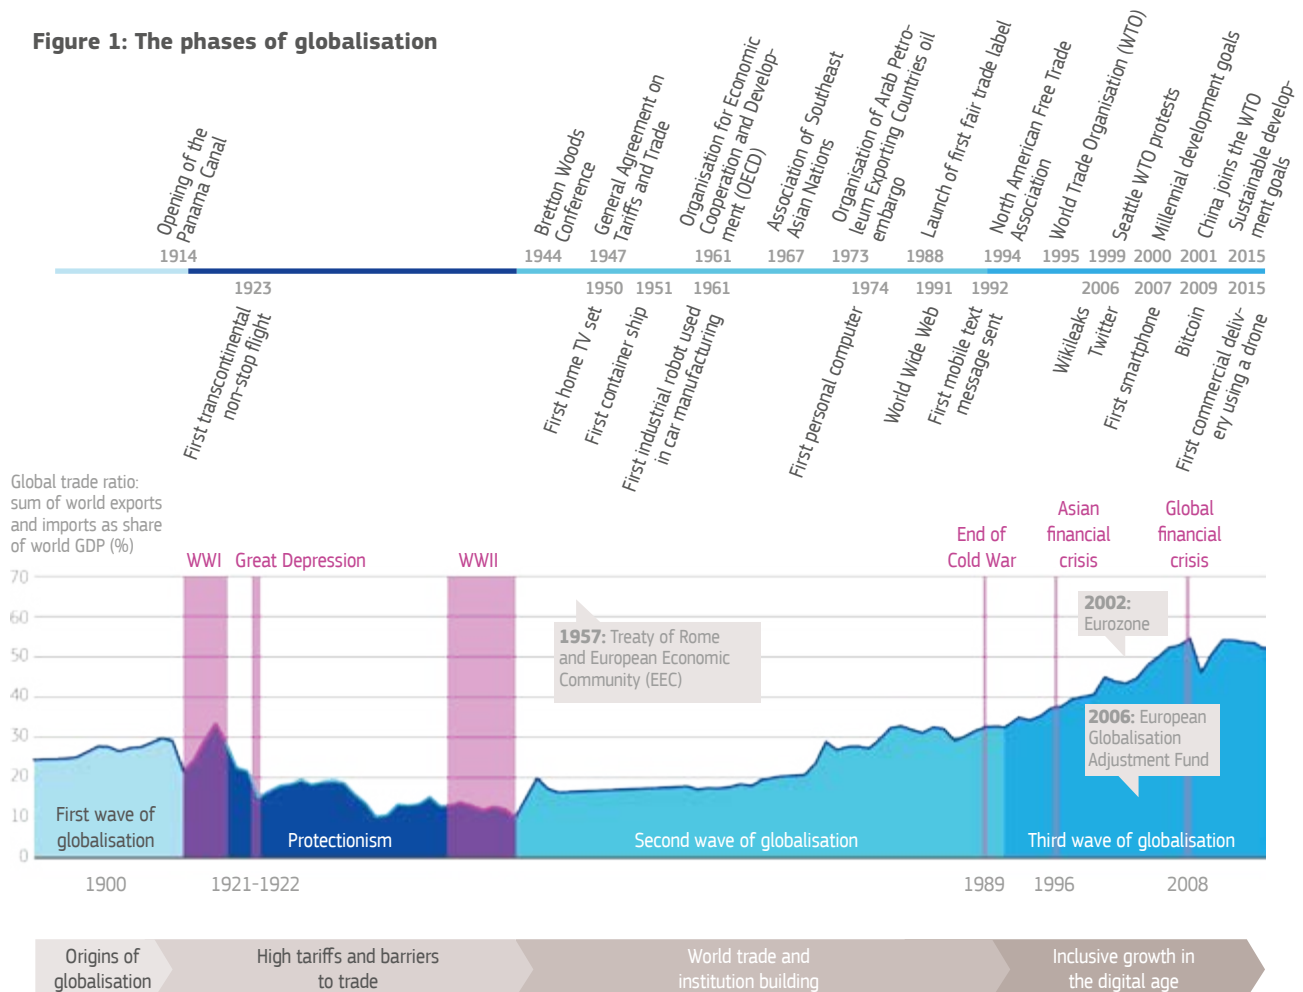 Figure 1: The phases of globalisation
Opening of the
Panama Canal
Bretton Woods
Conference
General Agreement on
Tariffs and Trade
Organisation for Economic
Cooperation and Develop-
ment (OECD)
Association of Southeast
Asian Nations
Organisation of Arab Petro-
leum Exporting Countries oil
embargo
Launch of first fair trade label
North American Free Trade
Association
World Trade Organisation (WTO)
Seattle WTO protests
Millennial development goals
China joins the WTO
Sustainable develop-
ment goals
1914 1944 1947 1961 1967 1973 1988 1994 1995 1999 2000 2001 2015
1923 1950 1951 1961 1974 1991 1992 2006 2007 2009 2015
First transcontinental
non-stop flight
First home TV set
First container ship
First industrial robot used
in car manufacturing
First personal computer
World Wide Web
First mobile text
message sent
Wikileaks
Twitter
First smartphone
Bitcoin
First commercial deliv-
ery using a drone
Global trade ratio:
sum of world exports
and imports as share
of world GDP (%)
WWI Great Depression WWII
End of
Cold War
Asian
financial
crisis
Global
financial
crisis
70
60
50
40
30
20
10
0
1957: Treaty of Rome
and European Economic
Community (EEC)
2002:
Eurozone
2006: European
Globalisation
Adjustment Fund
First wave of
globalisation
Protectionism
Second wave of globalisation
Third wave of globalisation
1900 1921-1922 1989 1996 2008
Origins of
globalisation
High tariffs and barriers
to trade
World trade and
institution building
Inclusive growth in
the digital age